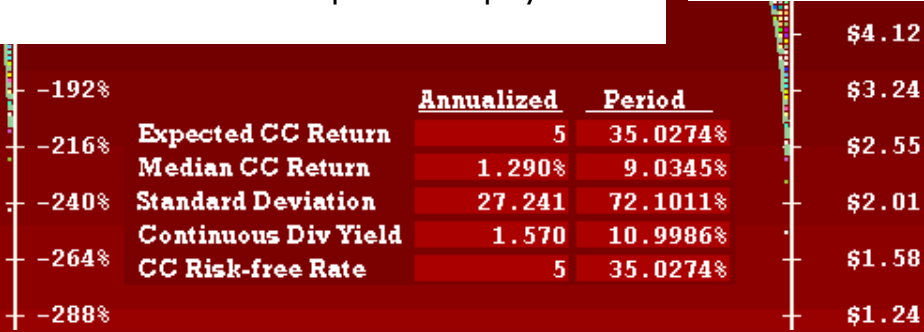 $4.12
-192%
$3.24
Annualized Period
Expected CC Return 5 35.0274%
-216%
$2.55
Median CC Return 1.290% 9.0345%
-240%
Standard Deviation 27.241 72.1011%
$2.01
Continuous Div Yield 1.570 10.9986%
-264%
$1.58
CC Risk-free Rate 5 35.0274%
-288%
$1.24